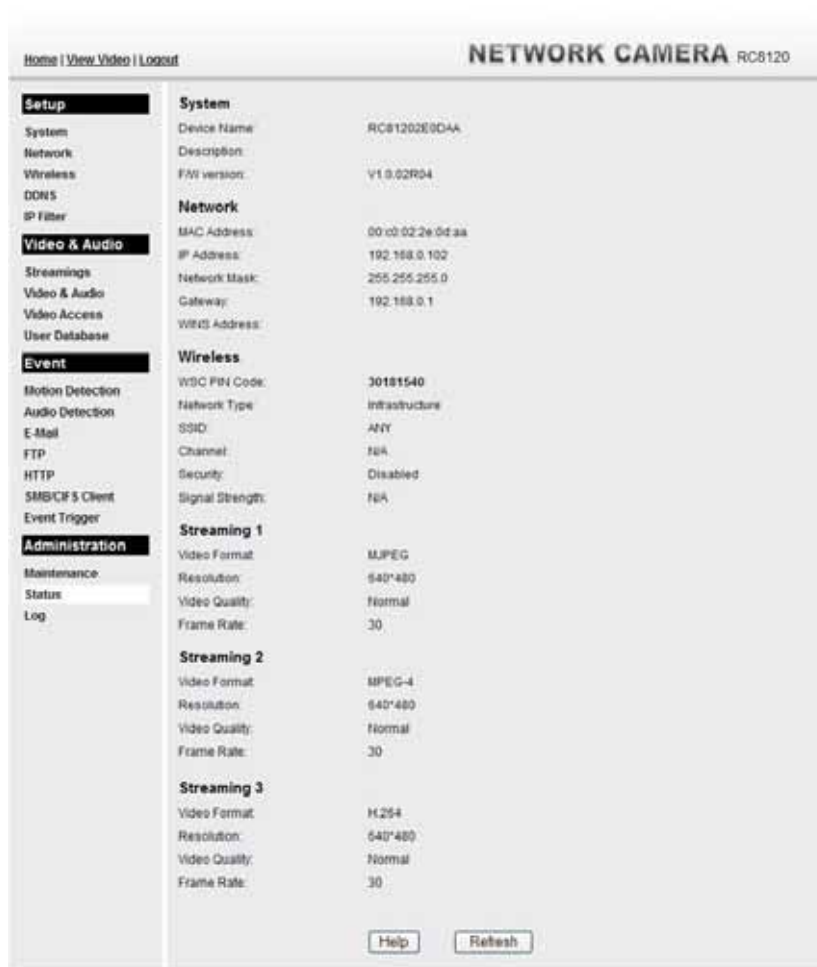 Home | View Video | Logout
NETWORK CAMERA RC8120
Setup
System
Network
Wireless
DDNS
IP Filter
Video & Audio
Streamings
Video & Audio
Video Access
User Database
Event
Motion Detection
Audio Detection
E-Mail
FTP
HTTP
SMB/CIFS Client
Event Trigger
Administration
Maintenance
Status
Log
System
Device Name: RC81202E0DAA
Description:
F/W version: V1.0.02R04
Network
MAC Address: 00:c0:02:2e:0d:aa
IP Address: 192.168.0.102
Network Mask: 255.255.255.0
Gateway: 192.168.0.1
WINS Address:
Wireless
WSC PIN Code: 30181540
Network Type: Infrastructure
SSID: ANY
Channel: N/A
Security: Disabled
Signal Strength: N/A
Streaming 1
Video Format: MJPEG
Resolution: 640*480
Video Quality: Normal
Frame Rate: 30
Streaming 2
Video Format: MPEG-4
Resolution: 640*480
Video Quality: Normal
Frame Rate: 30
Streaming 3
Video Format: H.264
Resolution: 640*480
Video Quality: Normal
Frame Rate: 30
Help Refresh